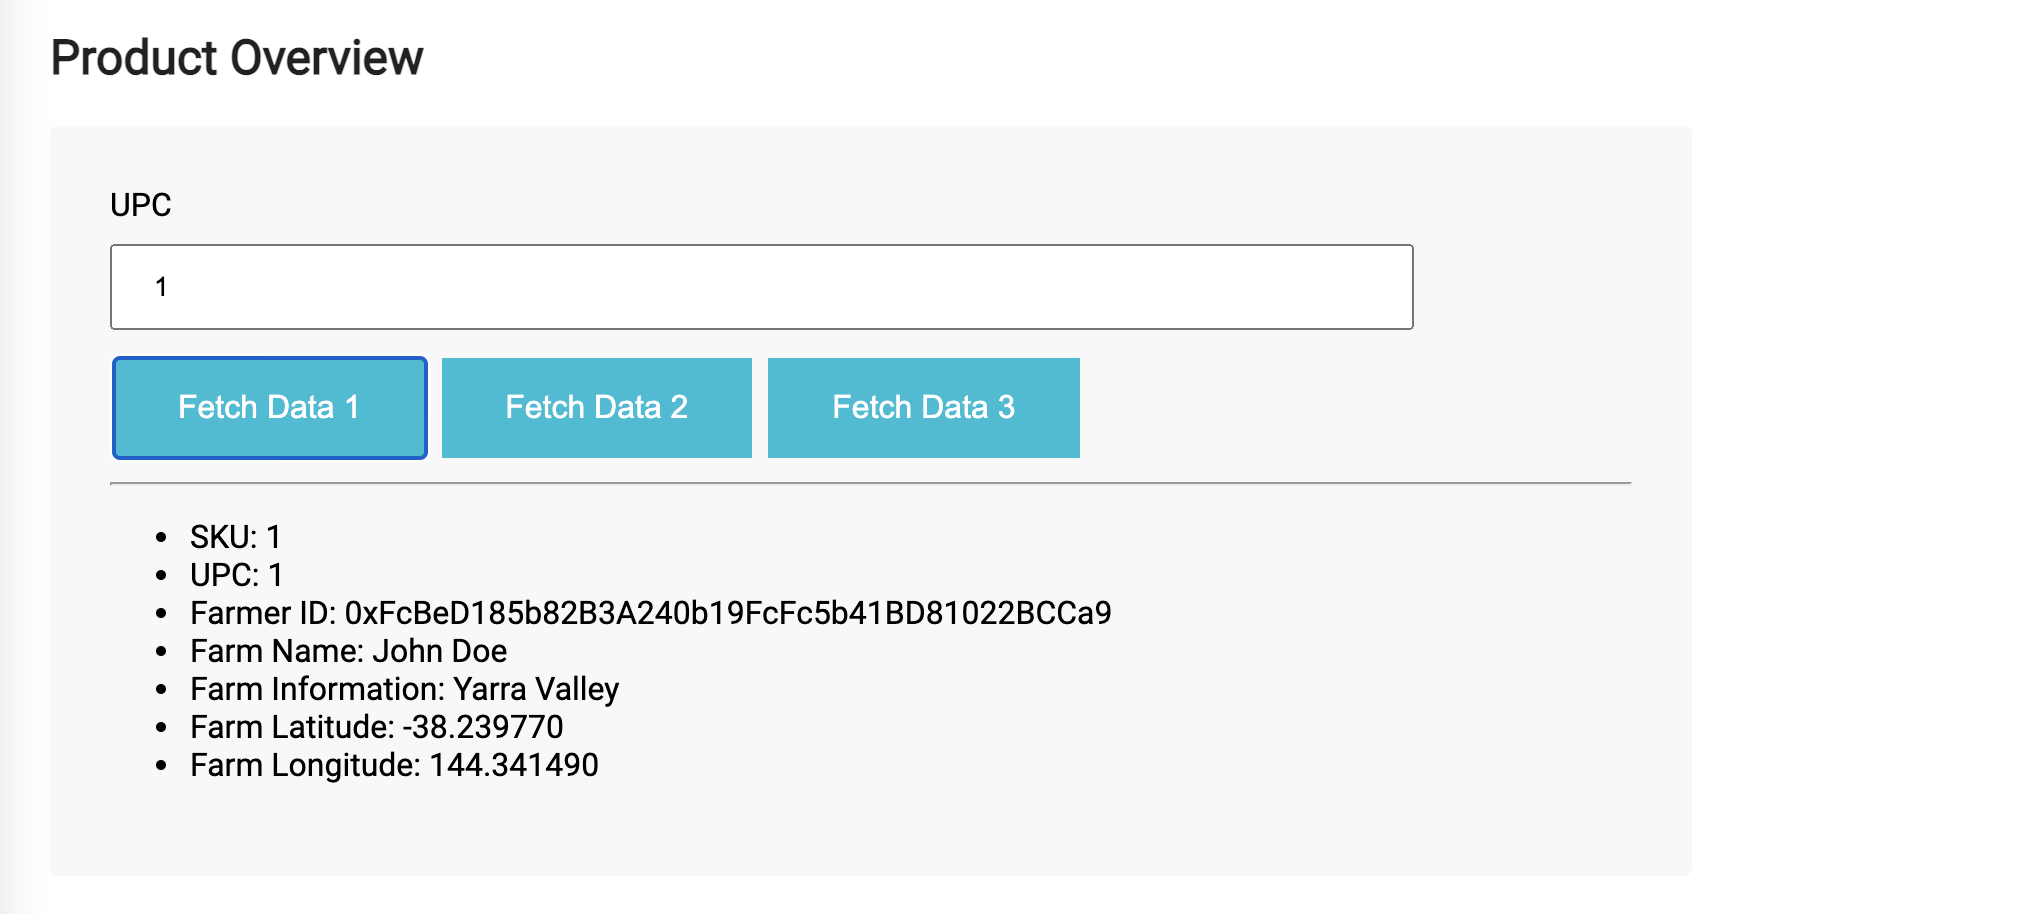 Product Overview
UPC
1
Fetch Data 1 Fetch Data 2 Fetch Data 3
• SKU: 1
• UPC: 1
• Farmer ID: 0xFcBeD185b82B3A240b19FcFc5b41BD81022BCCa9
• Farm Name: John Doe
• Farm Information: Yarra Valley
• Farm Latitude: -38.239770
• Farm Longitude: 144.341490